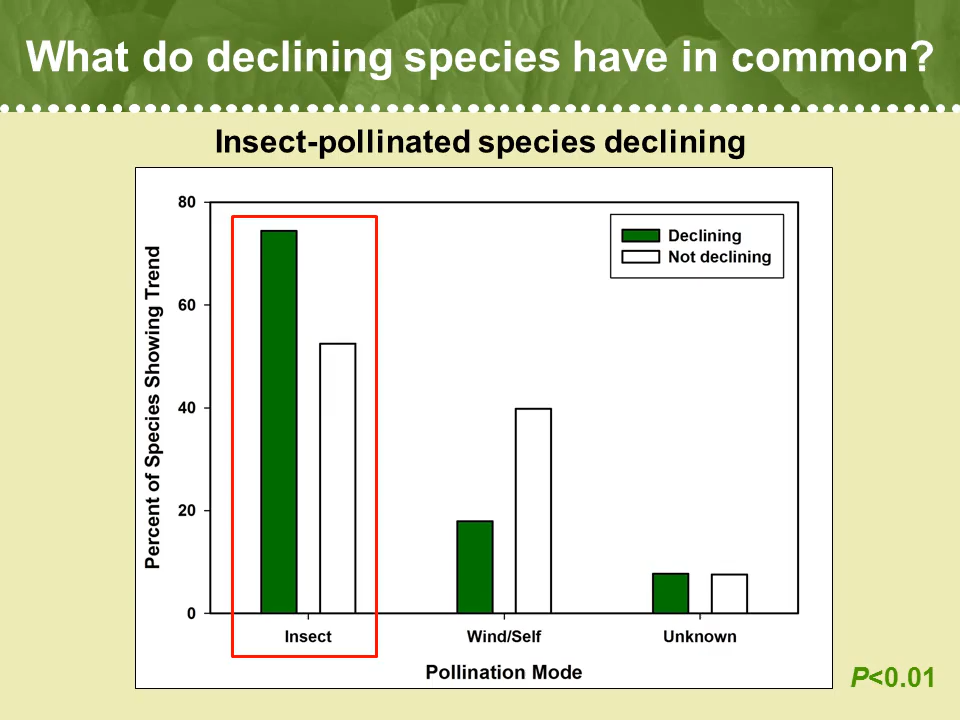 What do declining species have in common?
Insect-pollinated species declining
80
60
40
20
0
Percent of Species Showing Trend
Declining
Not declining
Insect
Wind/Self
Unknown
Pollination Mode
P<0.01